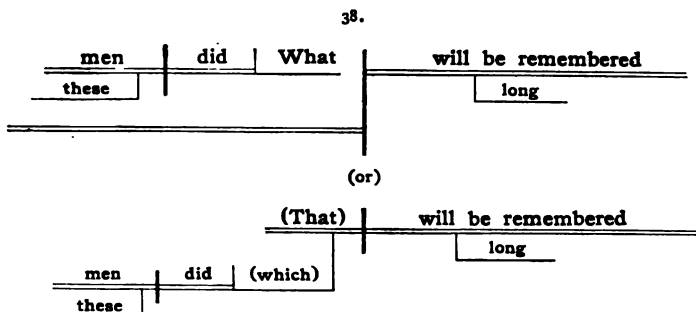 38.
men did What will be remembered
these long
(or)
(That) will be remembered
long
men did (which)
these